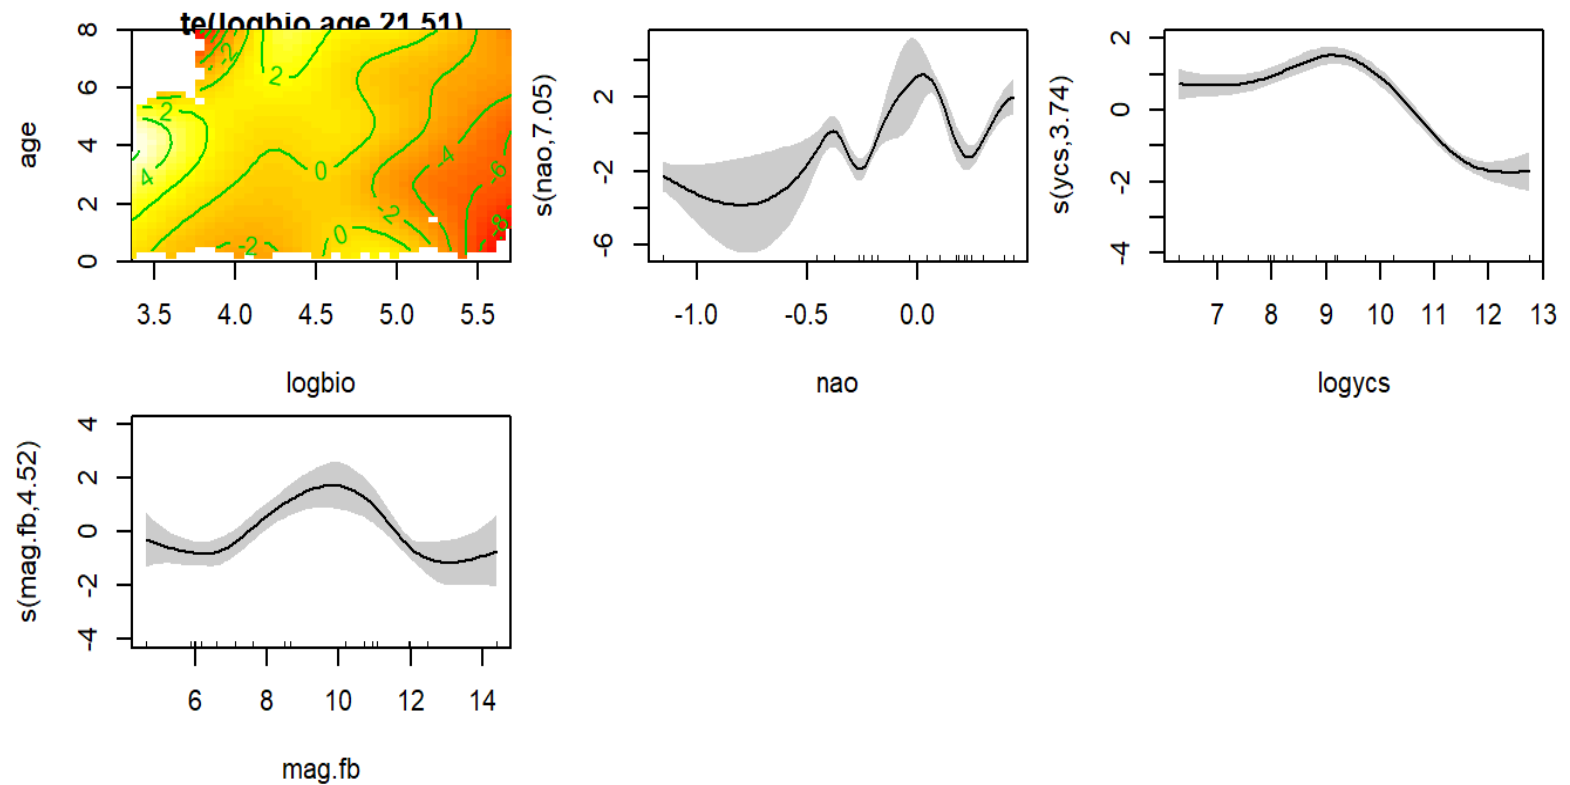 te(logbio,age,21.51)
8
6
4
2
0
age
-2
2
-2
4
0
-4
-6
-2
-8
-2
0
3.5 4.0 4.5 5.0 5.5
logbio
s(nao,7.05)
2
-2
-6
-1.0 -0.5 0.0
nao
s(ycs,3.74)
2
0
-2
-4
7 8 9 10 11 12 13
logycs
s(mag.fb,4.52)
4
2
0
-2
-4
6 8 10 12 14
mag.fb